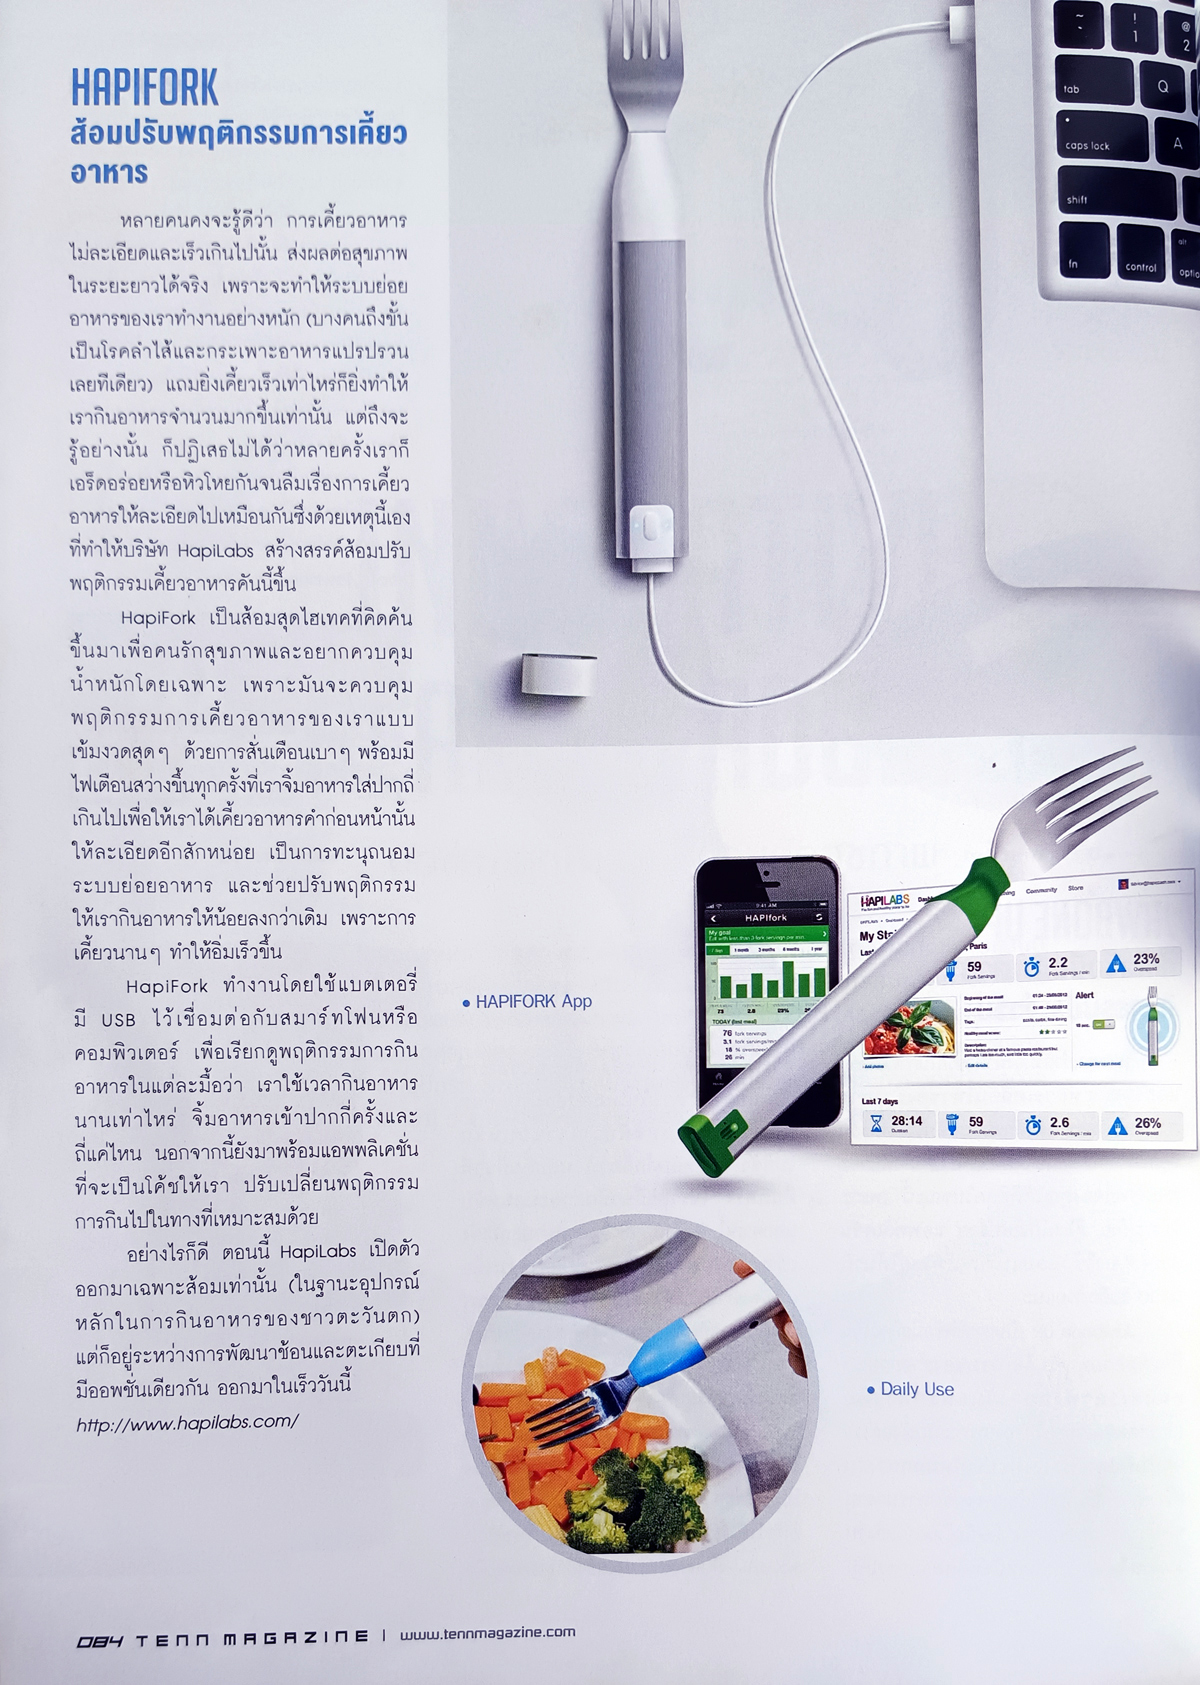 HAPIFORK
ส้อมปรับพฤติกรรมการเคี้ยว
อาหาร
หลายคนคงจะรู้ดีว่า การเคี้ยวอาหาร
ไม่ละเอียดและเร็วเกินไปนั้น ส่งผลต่อสุขภาพ
ในระยะยาวได้จริง เพราะจะทำให้ระบบย่อย
อาหารของเราทำงานอย่างหนัก (บางคนถึงขั้น
เป็นโรคลำไส้และกระเพาะอาหารแปรปรวน
เลยทีเดียว) แถมยิ่งเคี้ยวเร็วเท่าไหร่ก็ยิ่งทำให้
เรากินอาหารจำนวนมากขึ้นเท่านั้น แต่ถึงจะ
รู้อย่างนั้น ก็ปฏิเสธไม่ได้ว่าหลายครั้งเราก็
เอร็ดอร่อยหรือหิวโหยกันจนลืมเรื่องการเคี้ยว
อาหารให้ละเอียดไปเหมือนกันซึ่งด้วยเหตุนี้เอง
ที่ทำให้บริษัท HapiLabs สร้างสรรค์ส้อมปรับ
พฤติกรรมเคี้ยวอาหารคันนี้ขึ้น
HapiFork เป็นส้อมสุดไฮเทคที่คิดค้น
ขึ้นมาเพื่อคนรักสุขภาพและอยากควบคุม
น้ำหนักโดยเฉพาะ เพราะมันจะควบคุม
พฤติกรรมการเคี้ยวอาหารของเราแบบ
เข้มงวดสุดๆ ด้วยการสั่นเตือนเบาๆ พร้อมมี
ไฟเตือนสว่างขึ้นทุกครั้งที่เราจิ้มอาหารใส่ปากถี่
เกินไปเพื่อให้เราได้เคี้ยวอาหารคำก่อนหน้านั้น
ให้ละเอียดอีกสักหน่อย เป็นการทะนุถนอม
ระบบย่อยอาหาร และช่วยปรับพฤติกรรม
ให้เรากินอาหารให้น้อยลงกว่าเดิม เพราะการ
เคี้ยวนานๆ ทำให้อิ่มเร็วขึ้น
HapiFork ทำงานโดยใช้แบตเตอรี่
มี USB ไว้เชื่อมต่อกับสมาร์ทโฟนหรือ
คอมพิวเตอร์ เพื่อเรียกดูพฤติกรรมการกิน
อาหารในแต่ละมื้อว่า เราใช้เวลากินอาหาร
นานเท่าไหร่ จิ้มอาหารเข้าปากกี่ครั้งและ
ถี่แค่ไหน นอกจากนี้ยังมาพร้อมแอพพลิเคชั่น
ที่จะเป็นโค้ชให้เรา ปรับเปลี่ยนพฤติกรรม
การกินไปในทางที่เหมาะสมด้วย
อย่างไรก็ดี ตอนนี้ HapiLabs เปิดตัว
ออกมาเฉพาะส้อมเท่านั้น (ในฐานะอุปกรณ์
หลักในการกินอาหารของชาวตะวันตก)
แต่ก็อยู่ระหว่างการพัฒนาช้อนและตะเกียบที่
มีออพชั่นเดียวกัน ออกมาในเร็ววันนี้
http://www.hapilabs.com/
~ ! 1 @ 2
tab Q
caps lock A
shift
fn control alt optio
HAPIfork
My goal
7 days 1 month 3 months 6 months 1 year
TODAY (last meal)
76 fork servings
3.1 fork servings/min
26 min
HAPILABS
Community Store
Paris
59 Fork Servings
2.2 Fork Servings / min
23% Overspeed
Alert
Last 7 days
28:14 Duration
59 Fork Servings
2.6 Fork Servings / min
26% Overspeed
• HAPIFORK App
• Daily Use
084 TENN MAGAZINE | www.tennmagazine.com